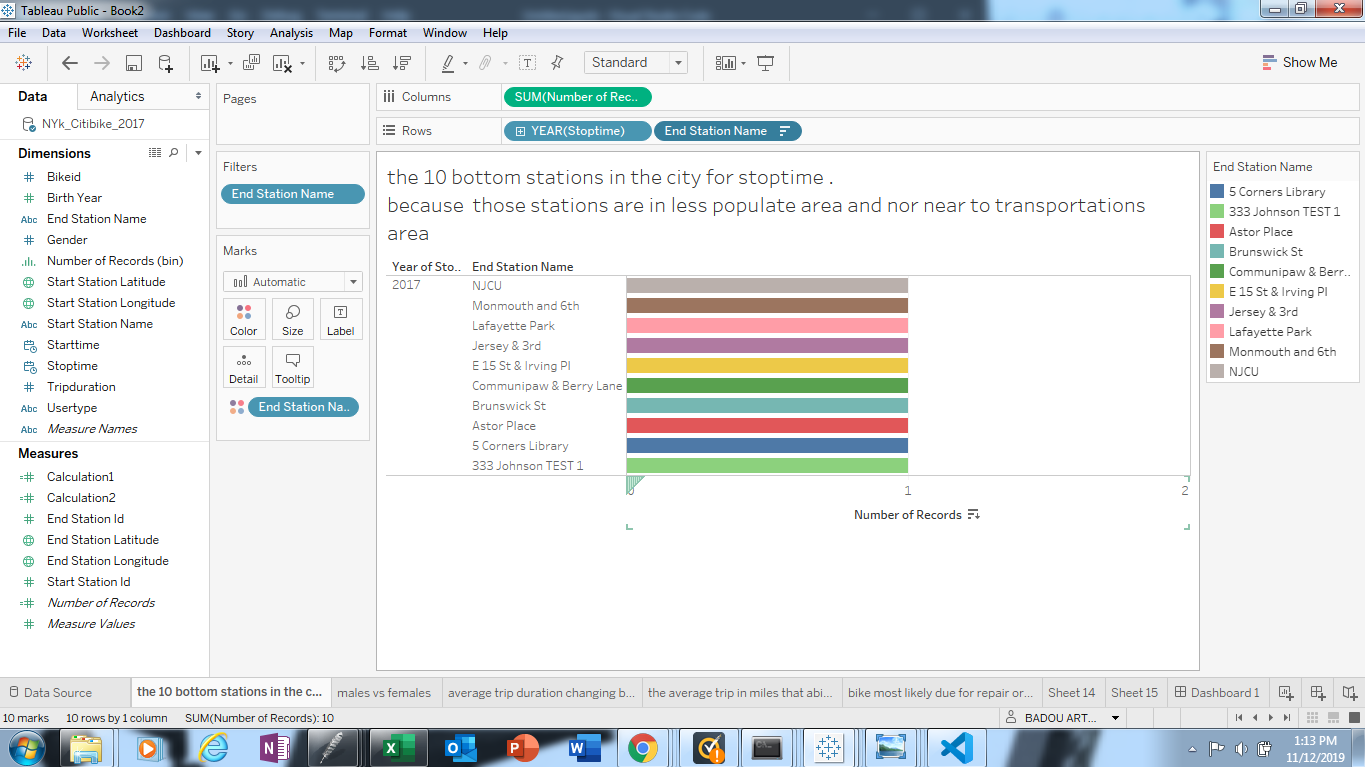 Tableau Public - Book2
File Data Worksheet Dashboard Story Analysis Map Format Window Help
Standard
Show Me
Data Analytics
NYk_Citibike_2017
Dimensions
Bikeid
Birth Year
Abc End Station Name
Gender
Number of Records (bin)
Start Station Latitude
Start Station Longitude
Abc Start Station Name
Starttime
Stoptime
Tripduration
Abc Usertype
Abc Measure Names
Measures
Calculation1
Calculation2
End Station Id
End Station Latitude
End Station Longitude
Start Station Id
Number of Records
Measure Values
Pages
Filters
End Station Name
Marks
Automatic
Color Size Label
Detail Tooltip
End Station Na..
Columns SUM(Number of Rec..
Rows YEAR(Stoptime) End Station Name
the 10 bottom stations in the city for stoptime .
because those stations are in less populate area and nor near to transportations
area
Year of Sto.. End Station Name
2017 NJCU
Monmouth and 6th
Lafayette Park
Jersey & 3rd
E 15 St & Irving Pl
Communipaw & Berry Lane
Brunswick St
Astor Place
5 Corners Library
333 Johnson TEST 1
0 1 2
Number of Records
End Station Name
5 Corners Library
333 Johnson TEST 1
Astor Place
Brunswick St
Communipaw & Berr..
E 15 St & Irving Pl
Jersey & 3rd
Lafayette Park
Monmouth and 6th
NJCU
Data Source the 10 bottom stations in the c... males vs females average trip duration changing b... the average trip in miles that abi... bike most likely due for repair or... Sheet 14 Sheet 15 Dashboard 1
10 marks 10 rows by 1 column SUM(Number of Records): 10 BADOU ART...
1:13 PM
11/12/2019